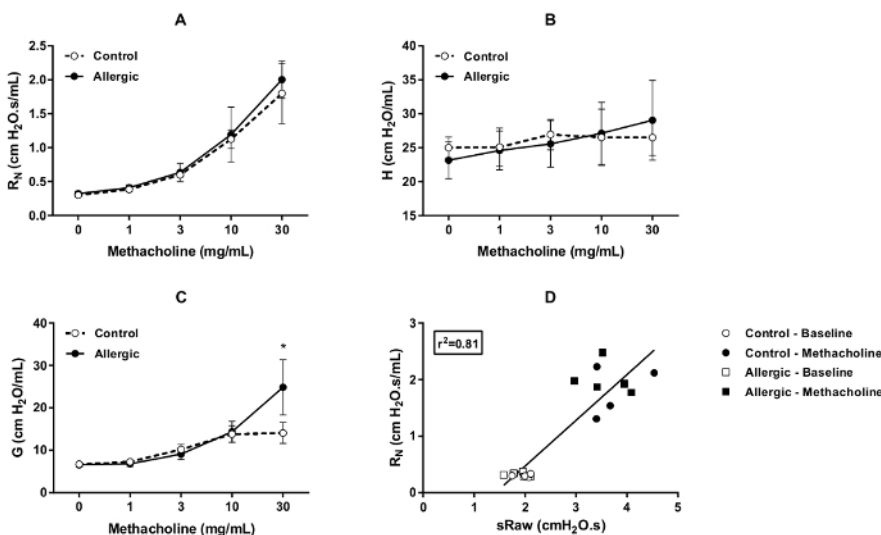 A
Control
Allergic
2.5
2.0
1.5
1.0
0.5
0.0
R_N (cm H₂O.s/mL)
0 1 3 10 30
Methacholine (mg/mL)
B
Control
Allergic
40
35
30
25
20
15
H (cm H₂O/mL)
0 1 3 10 30
Methacholine (mg/mL)
C
Control
Allergic
*
40
30
20
10
0
G (cm H₂O/mL)
0 1 3 10 30
Methacholine (mg/mL)
D
r²=0.81
3
2
1
0
R_N (cm H₂O.s/mL)
0 1 2 3 4 5
sRaw (cmH₂O.s)
Control - Baseline
Control - Methacholine
Allergic - Baseline
Allergic - Methacholine